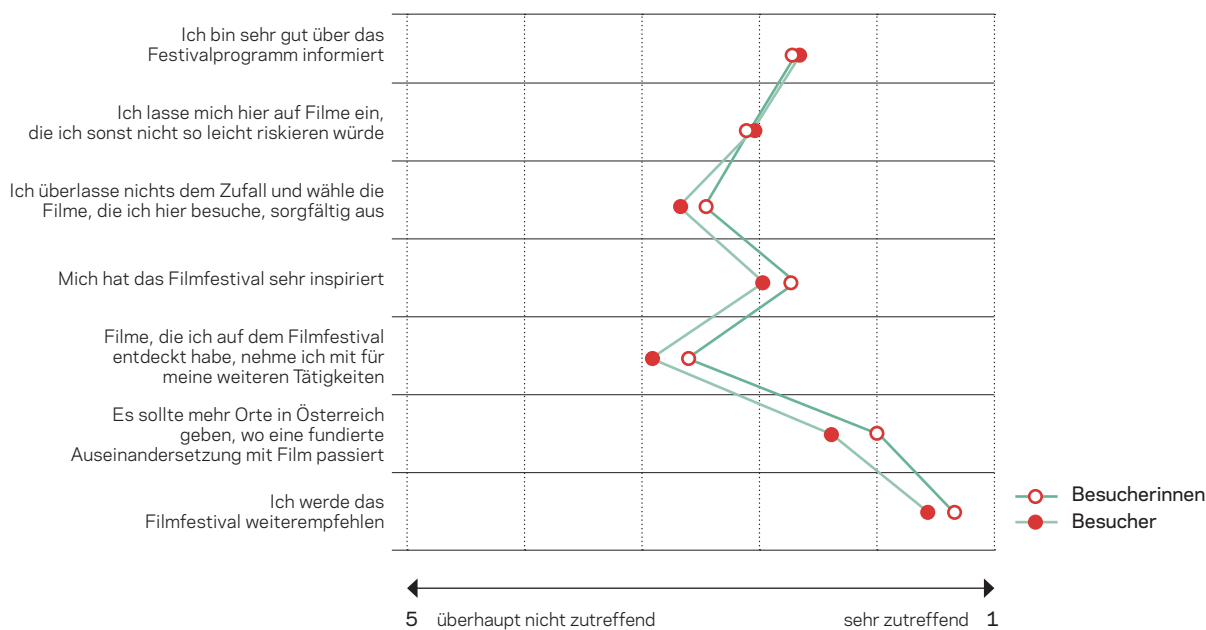 Ich bin sehr gut über das
Festivalprogramm informiert
Ich lasse mich hier auf Filme ein,
die ich sonst nicht so leicht riskieren würde
Ich überlasse nichts dem Zufall und wähle die
Filme, die ich hier besuche, sorgfältig aus
Mich hat das Filmfestival sehr inspiriert
Filme, die ich auf dem Filmfestival
entdeckt habe, nehme ich mit für
meine weiteren Tätigkeiten
Es sollte mehr Orte in Österreich
geben, wo eine fundierte
Auseinandersetzung mit Film passiert
Ich werde das
Filmfestival weiterempfehlen
Besucherinnen
Besucher
5 überhaupt nicht zutreffend sehr zutreffend 1